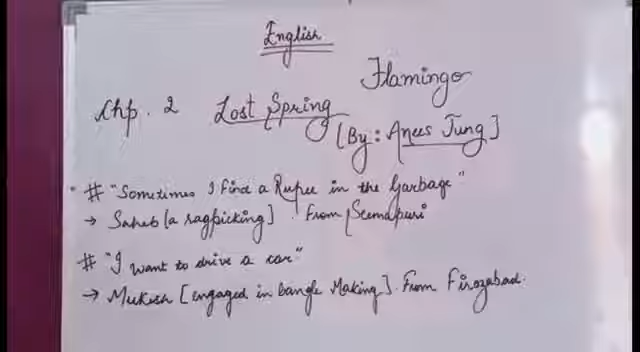 English
Flamingo
Chp. 2 Lost Spring
[By: Anees Jung]
# "Sometimes I find a Rupee in the Garbage"
→ Saheb [a ragpicking]. From Seemapuri
# "I want to drive a car"
→ Mukesh [engaged in bangle Making]. From Firozabad.